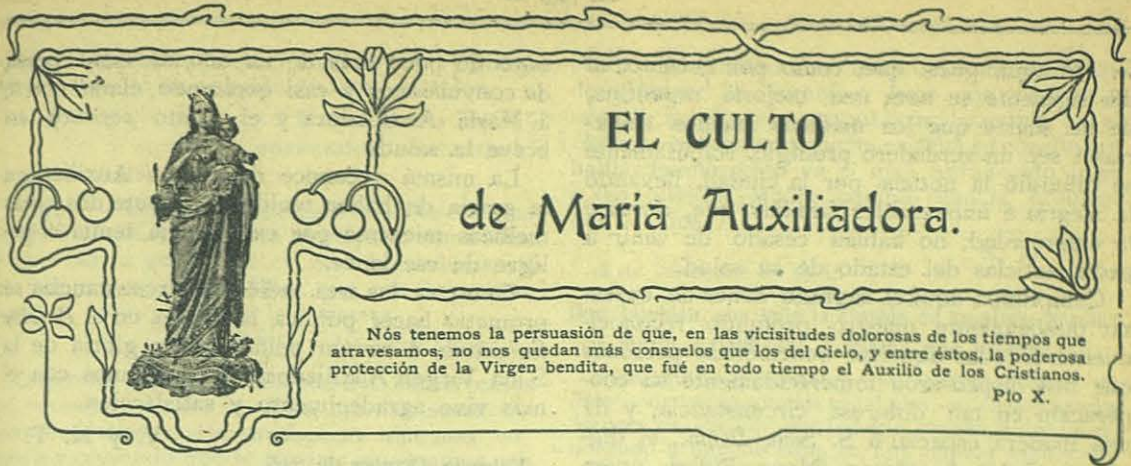 EL CULTO
de María Auxiliadora.
Nós tenemos la persuasión de que, en las vicisitudes dolorosas de los tiempos que
atravesamos, no nos quedan más consuelos que los del Cielo, y entre éstos, la poderosa
protección de la Virgen bendita, que fué en todo tiempo el Auxilio de los Cristianos.
Pío X.